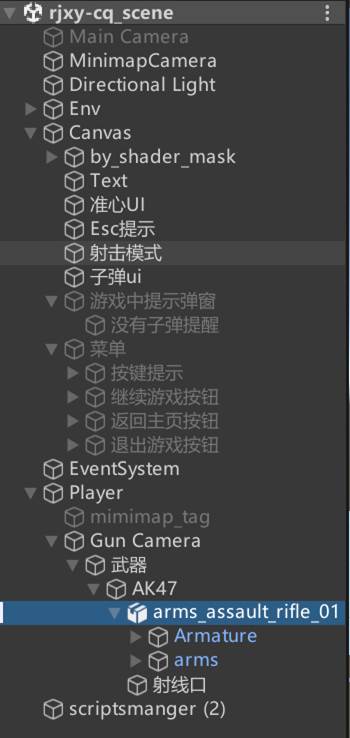 rjxy-cq_scene
Main Camera
MinimapCamera
Directional Light
Env
Canvas
by_shader_mask
Text
准心UI
Esc提示
射击模式
子弹ui
游戏中提示弹窗
没有子弹提醒
菜单
按键提示
继续游戏按钮
返回主页按钮
退出游戏按钮
EventSystem
Player
mimimap_tag
Gun Camera
武器
AK47
arms_assault_rifle_01
Armature
arms
射线口
scriptsmanger (2)